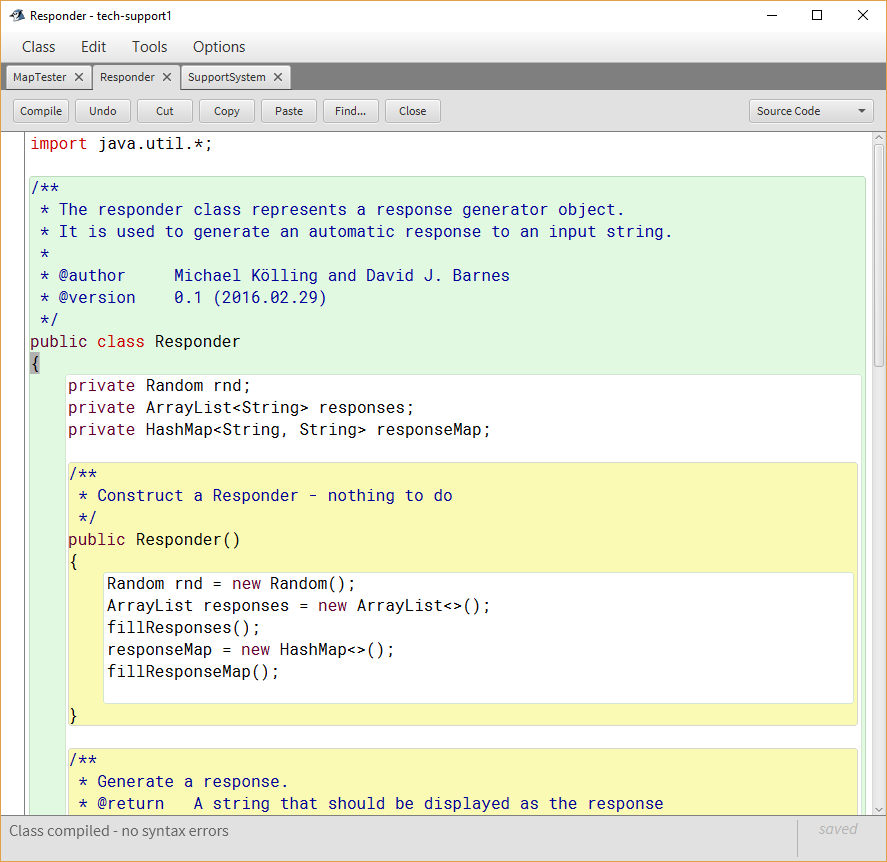 Responder - tech-support1
Class Edit Tools Options
MapTester Responder SupportSystem
Compile Undo Cut Copy Paste Find... Close Source Code
import java.util.*;
/**
 * The responder class represents a response generator object.
 * It is used to generate an automatic response to an input string.
 *
 * @author     Michael Kölling and David J. Barnes
 * @version    0.1 (2016.02.29)
 */
public class Responder
{
    private Random rnd;
    private ArrayList<String> responses;
    private HashMap<String, String> responseMap;
    /**
     * Construct a Responder - nothing to do
     */
    public Responder()
    {
        Random rnd = new Random();
        ArrayList responses = new ArrayList<>();
        fillResponses();
        responseMap = new HashMap<>();
        fillResponseMap();
    }
    /**
     * Generate a response.
     * @return   A string that should be displayed as the response
Class compiled - no syntax errors
saved